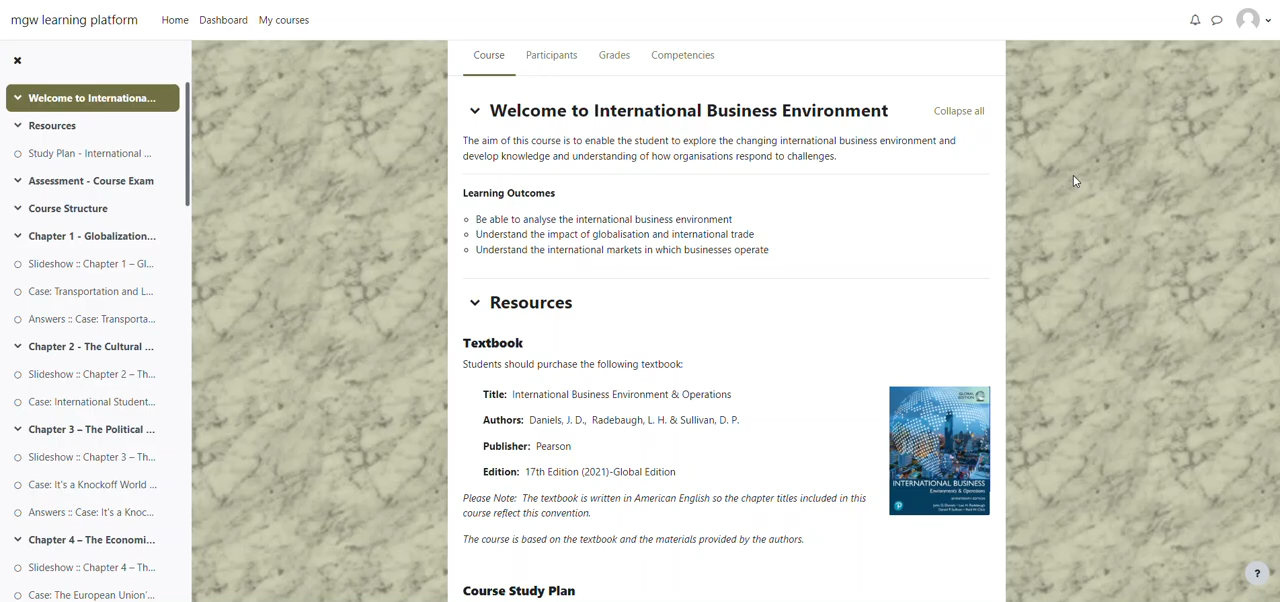 mgw learning platform Home Dashboard My courses
Course Participants Grades Competencies
Welcome to Internationa...
Resources
Study Plan - International ...
Assessment - Course Exam
Course Structure
Chapter 1 - Globalization...
Slideshow :: Chapter 1 – Gl...
Case: Transportation and L...
Answers :: Case: Transporta...
Chapter 2 - The Cultural ...
Slideshow :: Chapter 2 – Th...
Case: International Student...
Chapter 3 – The Political ...
Slideshow :: Chapter 3 – Th...
Case: It's a Knockoff World ...
Answers :: Case: It's a Knoc...
Chapter 4 – The Economi...
Slideshow :: Chapter 4 – Th...
Case: The European Union'...
Welcome to International Business Environment Collapse all
The aim of this course is to enable the student to explore the changing international business environment and
develop knowledge and understanding of how organisations respond to challenges.
Learning Outcomes
Be able to analyse the international business environment
Understand the impact of globalisation and international trade
Understand the international markets in which businesses operate
Resources
Textbook
Students should purchase the following textbook:
Title: International Business Environment & Operations
Authors: Daniels, J. D., Radebaugh, L. H. & Sullivan, D. P.
Publisher: Pearson
Edition: 17th Edition (2021)-Global Edition
Please Note: The textbook is written in American English so the chapter titles included in this
course reflect this convention.
The course is based on the textbook and the materials provided by the authors.
GLOBAL
EDITION
INTERNATIONAL BUSINESS
Environments & Operations
Course Study Plan
?